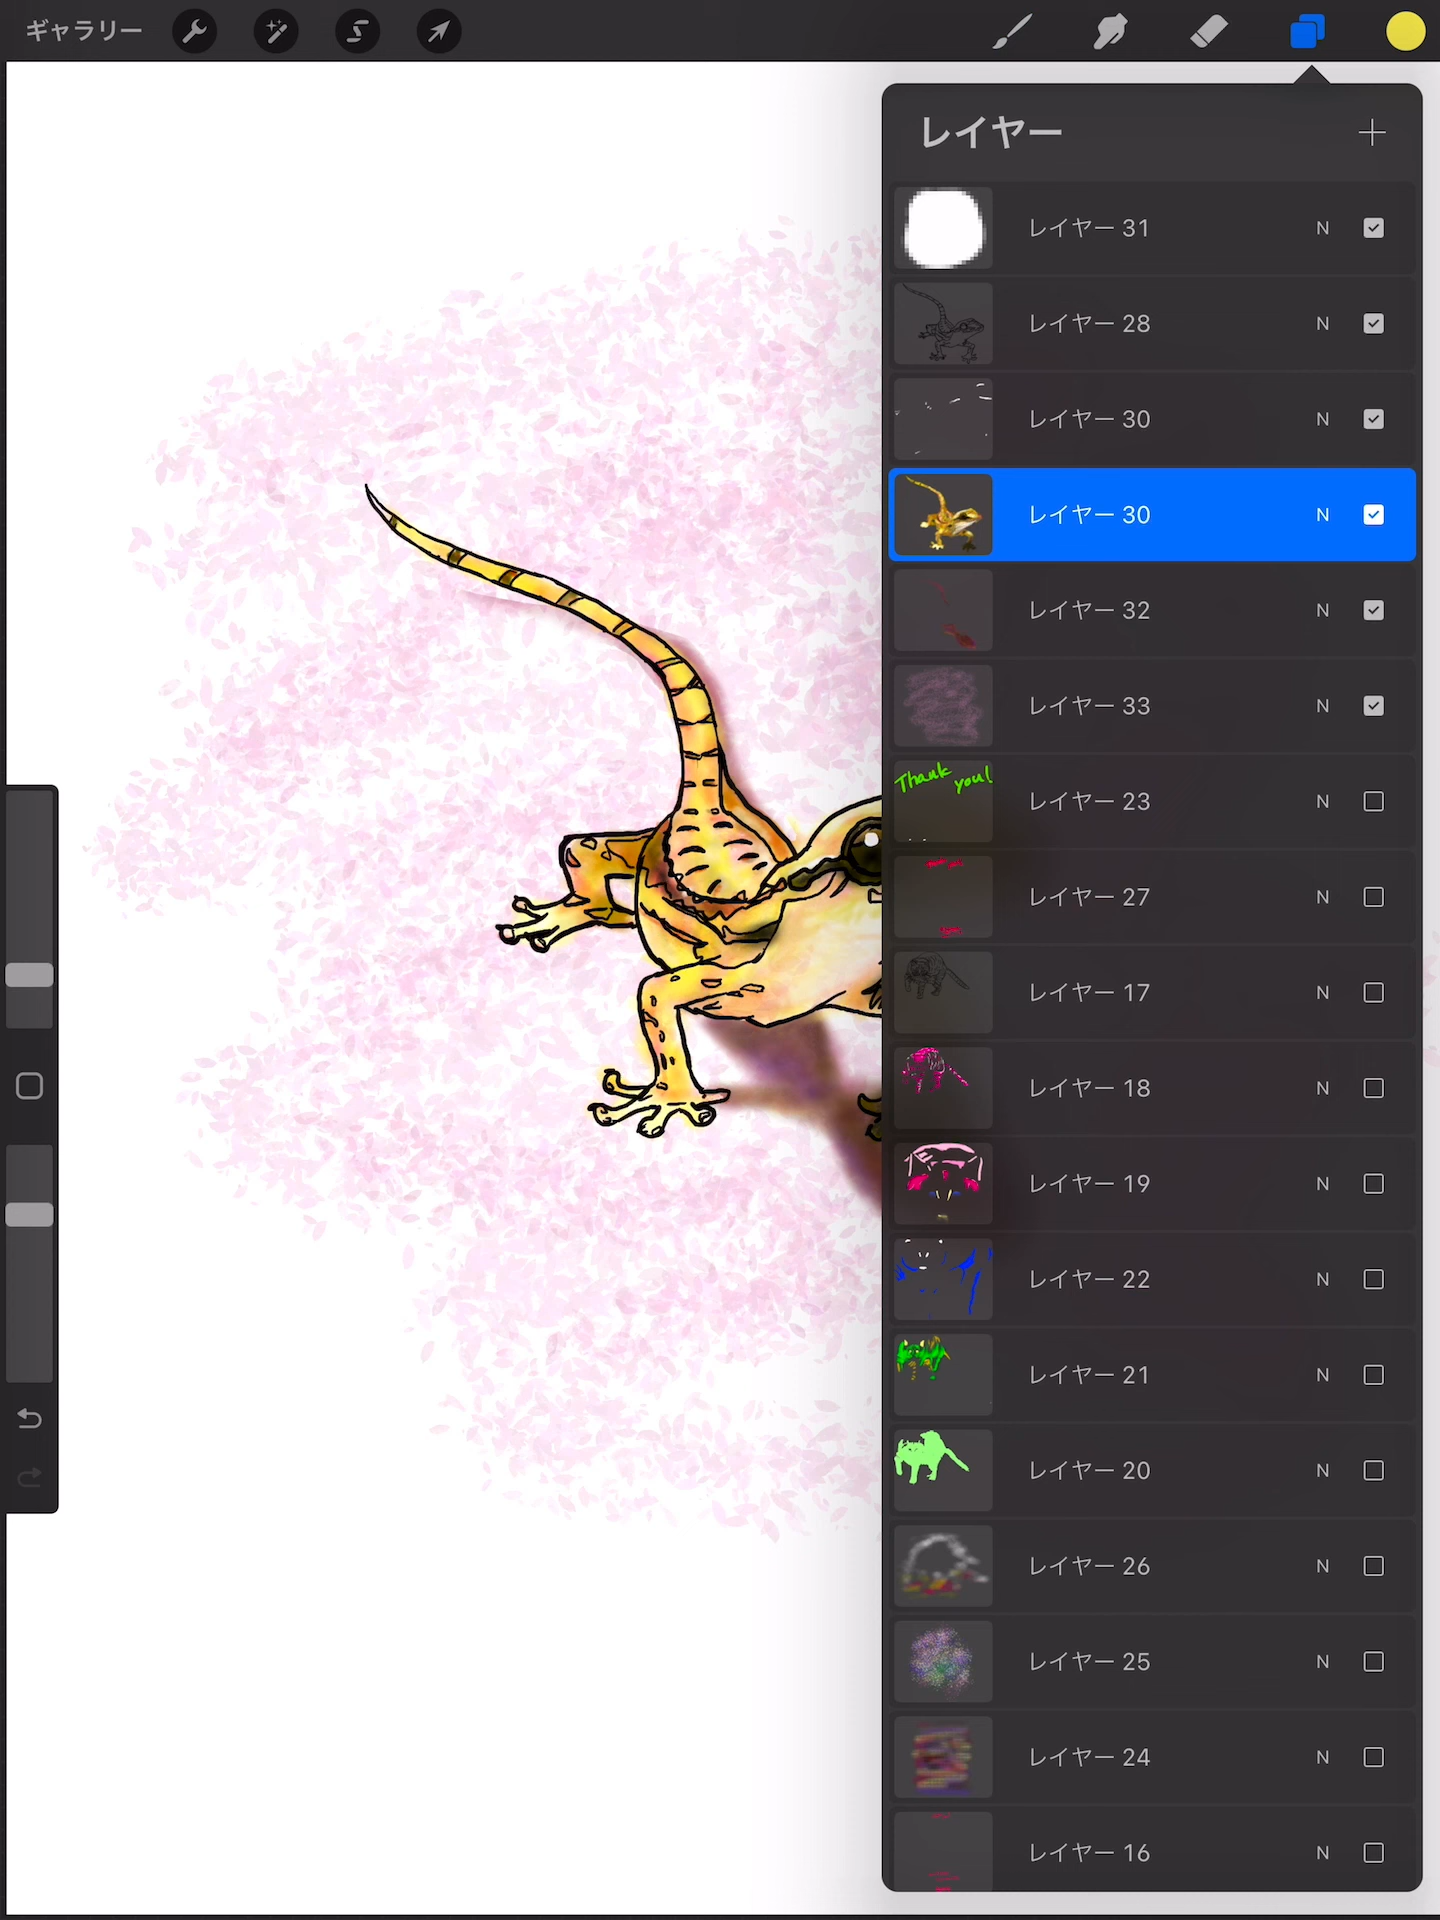 ギャラリー
レイヤー
レイヤー 31 N
レイヤー 28 N
レイヤー 30 N
レイヤー 30 N
レイヤー 32 N
レイヤー 33 N
Thank you!
レイヤー 23 N
レイヤー 27 N
レイヤー 17 N
レイヤー 18 N
レイヤー 19 N
レイヤー 22 N
レイヤー 21 N
レイヤー 20 N
レイヤー 26 N
レイヤー 25 N
レイヤー 24 N
レイヤー 16 N